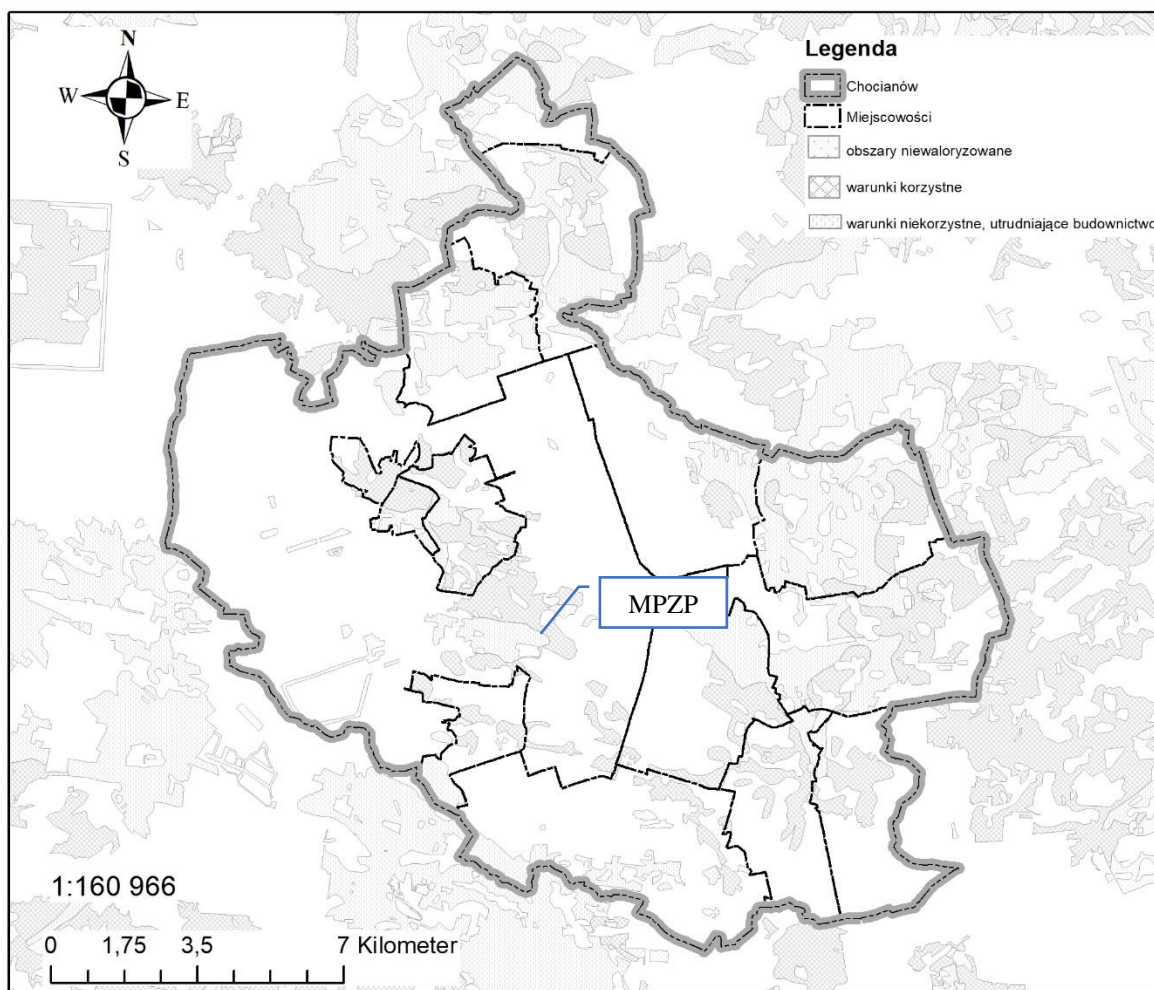 N
W E
S
Legenda
Chocianów
Miejscowości
obszary niewaloryzowane
warunki korzystne
warunki niekorzystne, utrudniające budownictwo
MPZP
1:160 966
0 1,75 3,5 7 Kilometer